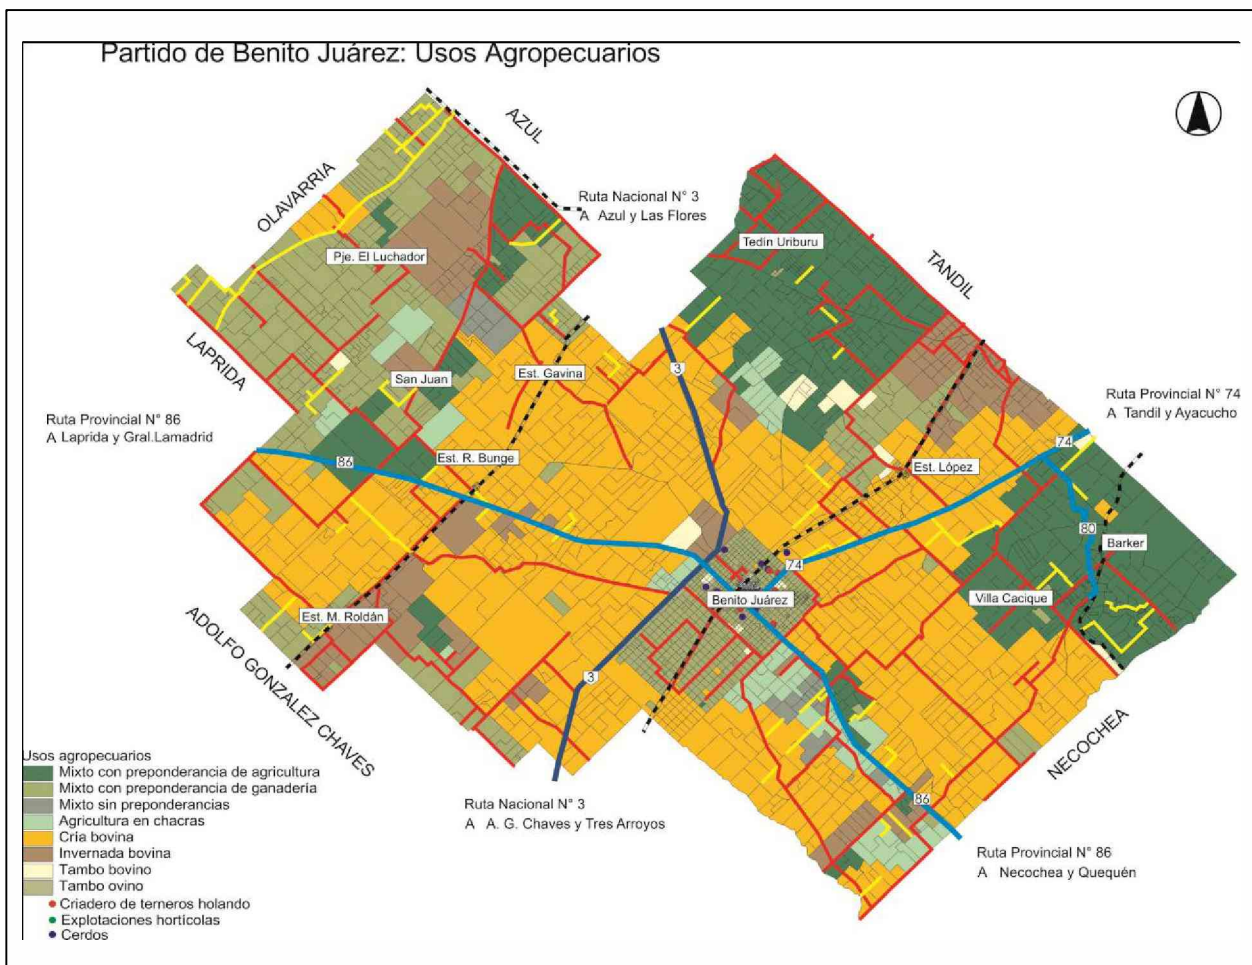 Partido de Benito Juárez: Usos Agropecuarios
AZUL
OLAVARRIA
Ruta Nacional N° 3
A Azul y Las Flores
Tedín Uriburu
Pje. El Luchador
TANDIL
LAPRIDA
3
Est. Gavina
San Juan
Ruta Provincial N° 74
A Tandil y Ayacucho
Ruta Provincial N° 86
A Laprida y Gral.Lamadrid
74
86
Est. R. Bunge
Est. López
80
Barker
74
Benito Juárez
Villa Cacique
Est. M. Roldán
ADOLFO GONZALEZ CHAVES
3
NECOCHEA
Usos agropecuarios
Mixto con preponderancia de agricultura
Mixto con preponderancia de ganadería
Mixto sin preponderancias
Agricultura en chacras
Cría bovina
Invernada bovina
Tambo bovino
Tambo ovino
Criadero de terneros holando
Explotaciones hortícolas
Cerdos
Ruta Nacional N° 3
A A. G. Chaves y Tres Arroyos
86
Ruta Provincial N° 86
A Necochea y Quequén